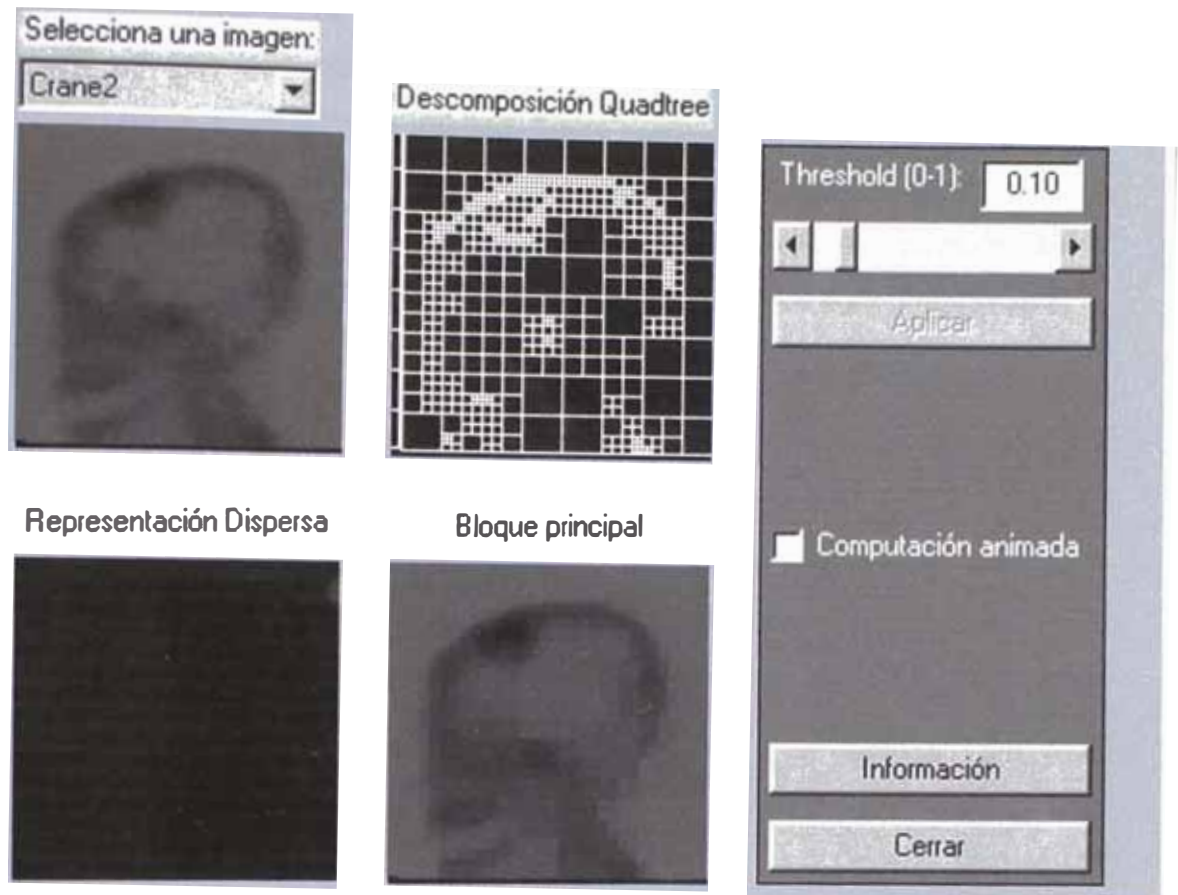 Selecciona una imagen:
Crane2
Descomposición Quadtree
Threshold (0-1): 0.10
Aplicar
Representación Dispersa
Bloque principal
Computación animada
Información
Cerrar